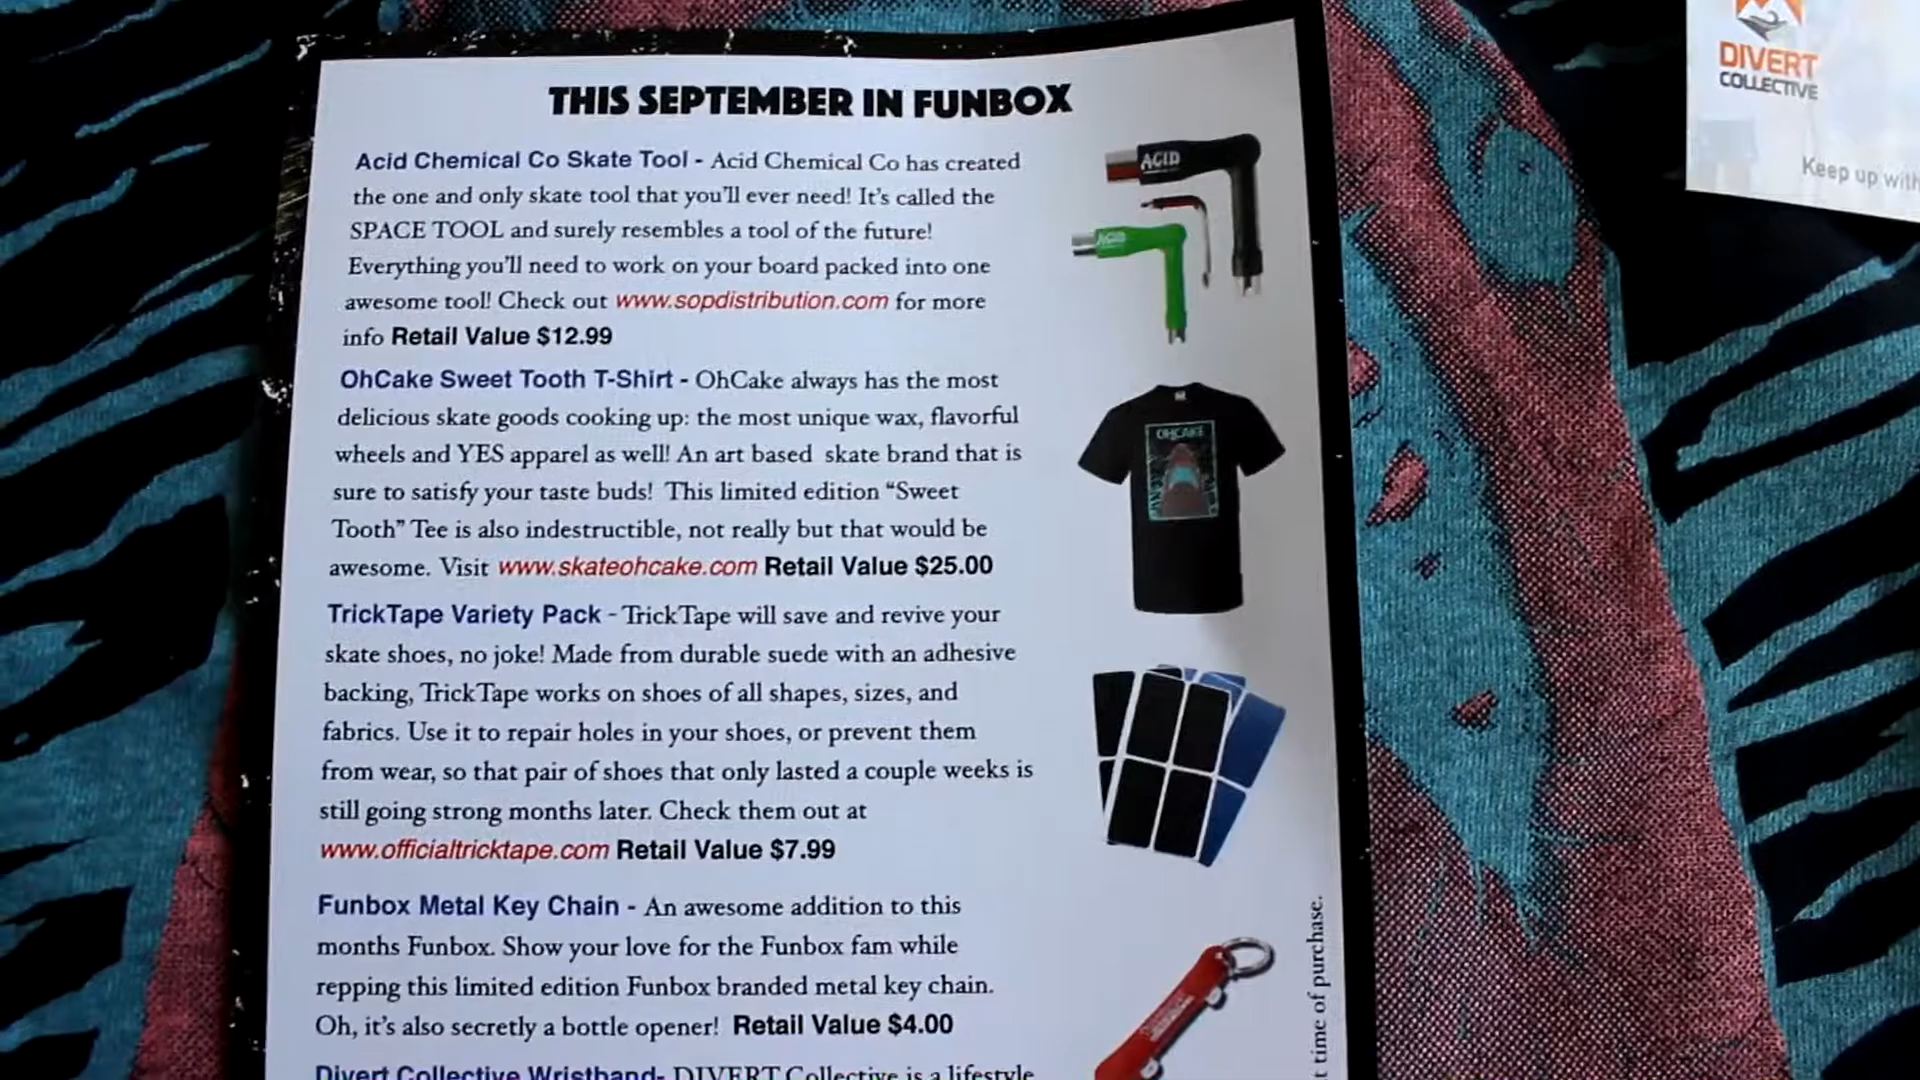 THIS SEPTEMBER IN FUNBOX
Acid Chemical Co Skate Tool - Acid Chemical Co has created
the one and only skate tool that you'll ever need! It's called the
SPACE TOOL and surely resembles a tool of the future!
Everything you'll need to work on your board packed into one
awesome tool! Check out www.sopdistribution.com for more
info Retail Value $12.99
OhCake Sweet Tooth T-Shirt - OhCake always has the most
delicious skate goods cooking up: the most unique wax, flavorful
wheels and YES apparel as well! An art based skate brand that is
sure to satisfy your taste buds! This limited edition “Sweet
Tooth” Tee is also indestructible, not really but that would be
awesome. Visit www.skateohcake.com Retail Value $25.00
TrickTape Variety Pack - TrickTape will save and revive your
skate shoes, no joke! Made from durable suede with an adhesive
backing, TrickTape works on shoes of all shapes, sizes, and
fabrics. Use it to repair holes in your shoes, or prevent them
from wear, so that pair of shoes that only lasted a couple weeks is
still going strong months later. Check them out at
www.officialtricktape.com Retail Value $7.99
Funbox Metal Key Chain - An awesome addition to this
months Funbox. Show your love for the Funbox fam while
repping this limited edition Funbox branded metal key chain.
Oh, it's also secretly a bottle opener! Retail Value $4.00
Divert Collective Wristband- DIVERT Collective is a lifestyle
ACID
ACID
OHCAKE
t time of purchase.
DIVERT
COLLECTIVE
Keep up with